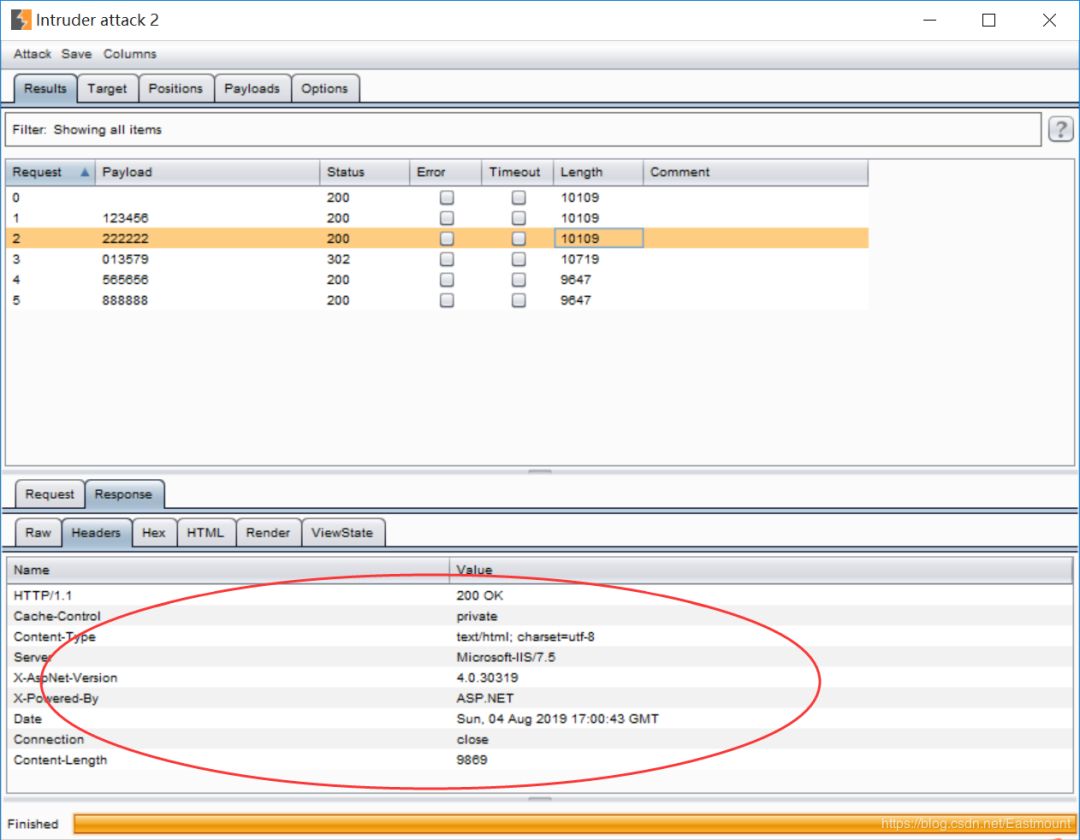 Intruder attack 2
Attack Save Columns
Results Target Positions Payloads Options
Filter: Showing all items ?
Request Payload Status Error Timeout Length Comment
0 200 10109
1 123456 200 10109
2 222222 200 10109
3 013579 302 10719
4 565656 200 9647
5 888888 200 9647
Request Response
Raw Headers Hex HTML Render ViewState
Name Value
HTTP/1.1 200 OK
Cache-Control private
Content-Type text/html; charset=utf-8
Server Microsoft-IIS/7.5
X-AspNet-Version 4.0.30319
X-Powered-By ASP.NET
Date Sun, 04 Aug 2019 17:00:43 GMT
Connection close
Content-Length 9869
Finished
https://blog.csdn.net/Eastmount